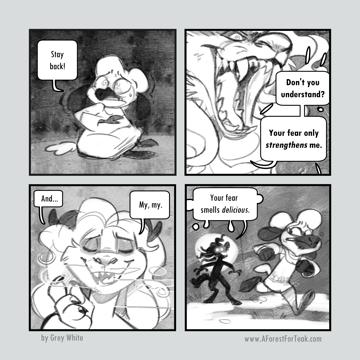 Stay
back!
Don't you
understand?
Your fear only
strengthens me.
And...
My, my.
Your fear
smells delicious.
by Grey White
www.AForestForTeak.com